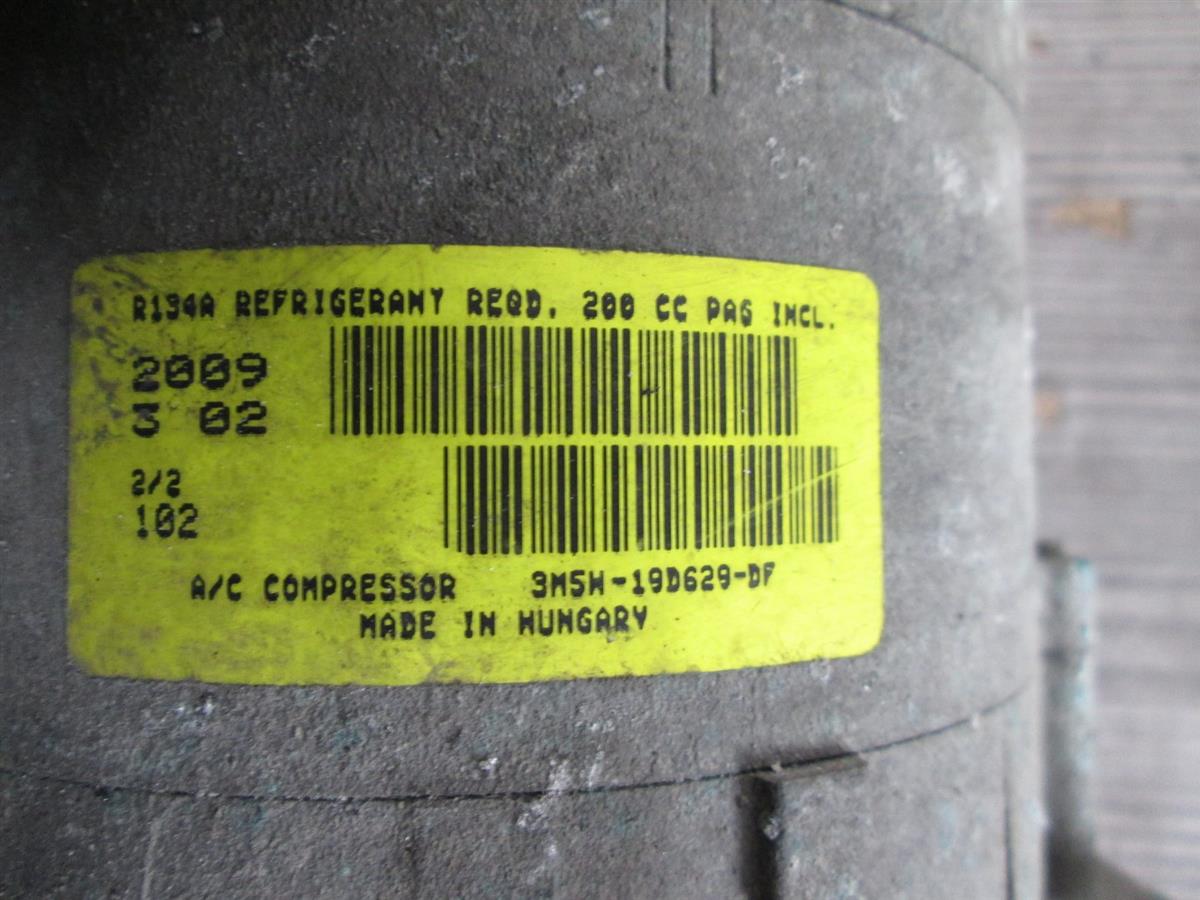 R134A REFRIGERANT REQD. 200 CC PAG INCL.
2009
3 02
2/2
102
A/C COMPRESSOR 3M5H-19D629-DF
MADE IN HUNGARY